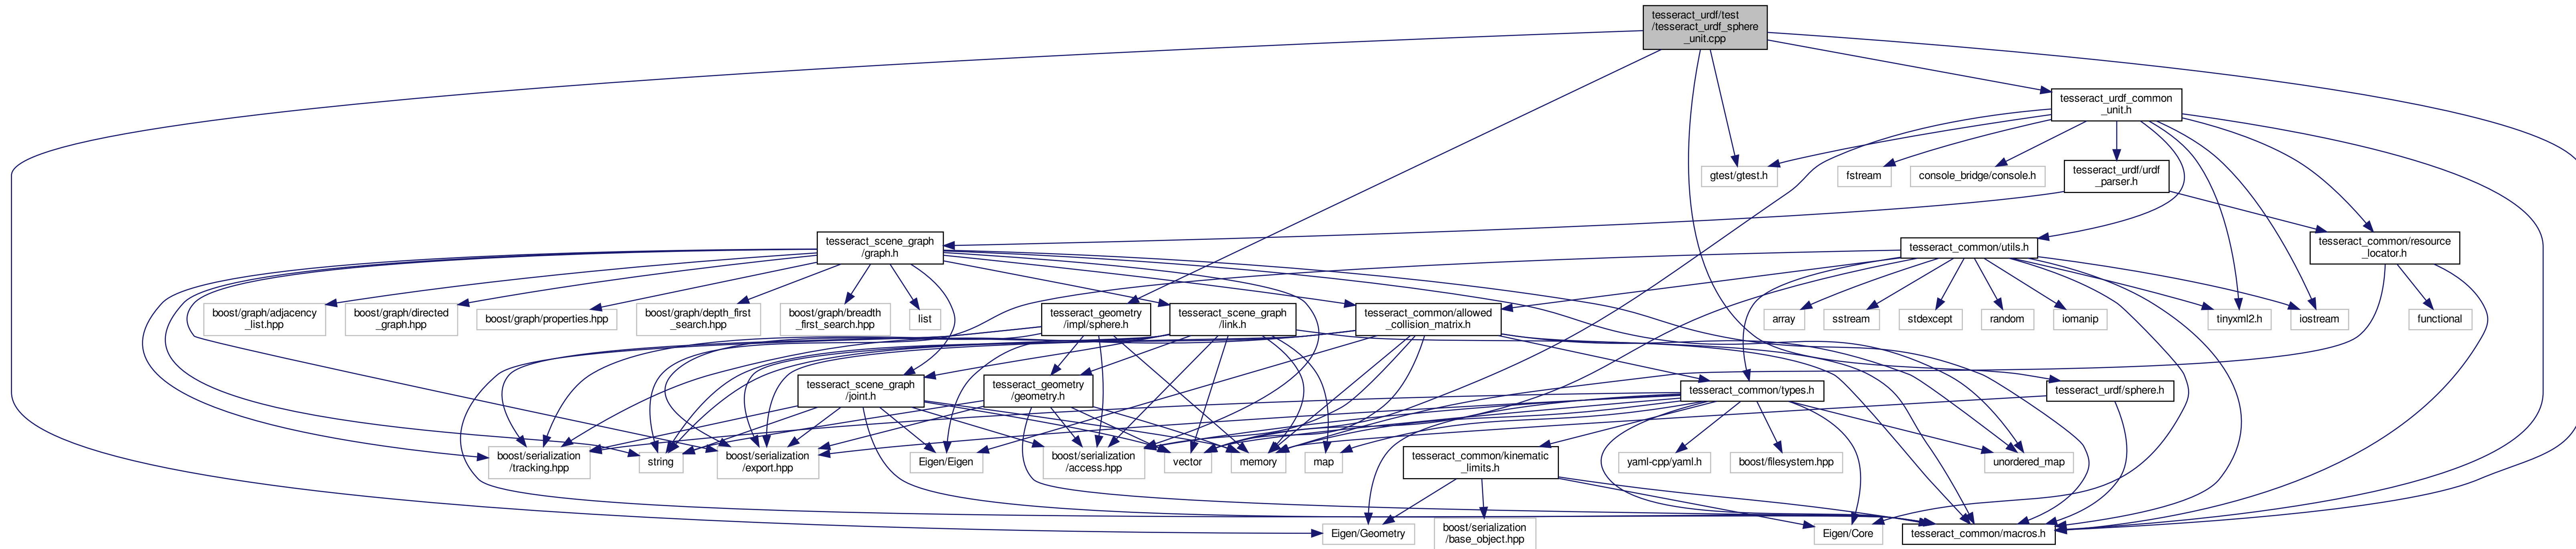 tesseract_urdf/test
/tesseract_urdf_sphere
_unit.cpp
tesseract_urdf_common
_unit.h
gtest/gtest.h
fstream
console_bridge/console.h
tesseract_urdf/urdf
_parser.h
tesseract_scene_graph
/graph.h
tesseract_common/utils.h
tesseract_common/resource
_locator.h
boost/graph/adjacency
_list.hpp
boost/graph/directed
_graph.hpp
boost/graph/properties.hpp
boost/graph/depth_first
_search.hpp
boost/graph/breadth
_first_search.hpp
list
tesseract_geometry
/impl/sphere.h
tesseract_scene_graph
/link.h
tesseract_common/allowed
_collision_matrix.h
array
sstream
stdexcept
random
iomanip
tinyxml2.h
iostream
functional
tesseract_scene_graph
/joint.h
tesseract_geometry
/geometry.h
tesseract_common/types.h
tesseract_urdf/sphere.h
boost/serialization
/tracking.hpp
string
boost/serialization
/export.hpp
Eigen/Eigen
boost/serialization
/access.hpp
vector
memory
map
tesseract_common/kinematic
_limits.h
yaml-cpp/yaml.h
boost/filesystem.hpp
unordered_map
Eigen/Geometry
boost/serialization
/base_object.hpp
Eigen/Core
tesseract_common/macros.h